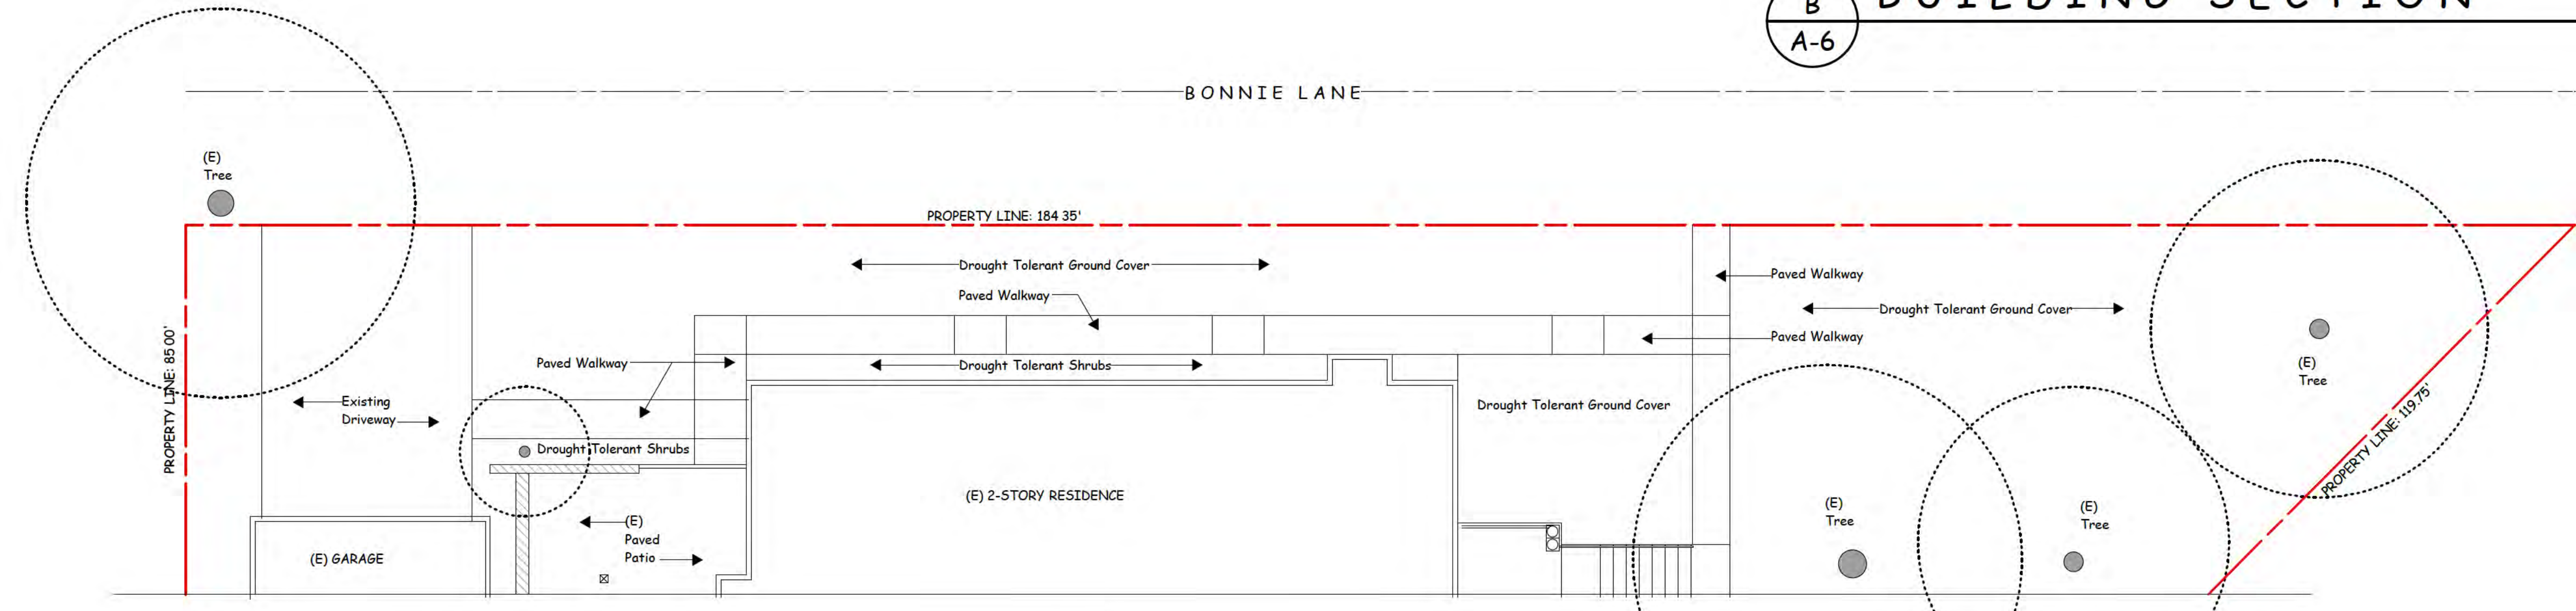 B
A-6
BUILDING SECTION
BONNIE LANE
(E)
Tree
PROPERTY LINE: 184 35'
Drought Tolerant Ground Cover
Paved Walkway
Paved Walkway
Drought Tolerant Ground Cover
Paved Walkway
PROPERTY LINE: 85 00'
Paved Walkway
Drought Tolerant Shrubs
(E)
Tree
Existing
Driveway
Drought Tolerant Ground Cover
PROPERTY LINE: 119.75'
Drought Tolerant Shrubs
(E) 2-STORY RESIDENCE
(E)
Tree
(E)
Tree
(E)
Paved
Patio
(E) GARAGE